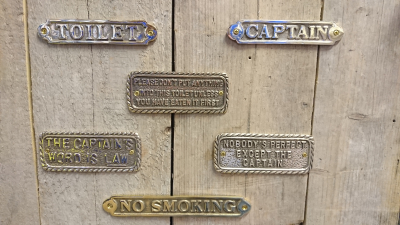 TOILET
CAPTAIN
PLEASE DON'T PUT ANYTHING
INTO THIS TOILET UNLESS
YOU HAVE EATEN IT FIRST
THE CAPTAIN'S
WORD IS LAW
NOBODY'S PERFECT
EXCEPT THE
CAPTAIN
NO SMOKING